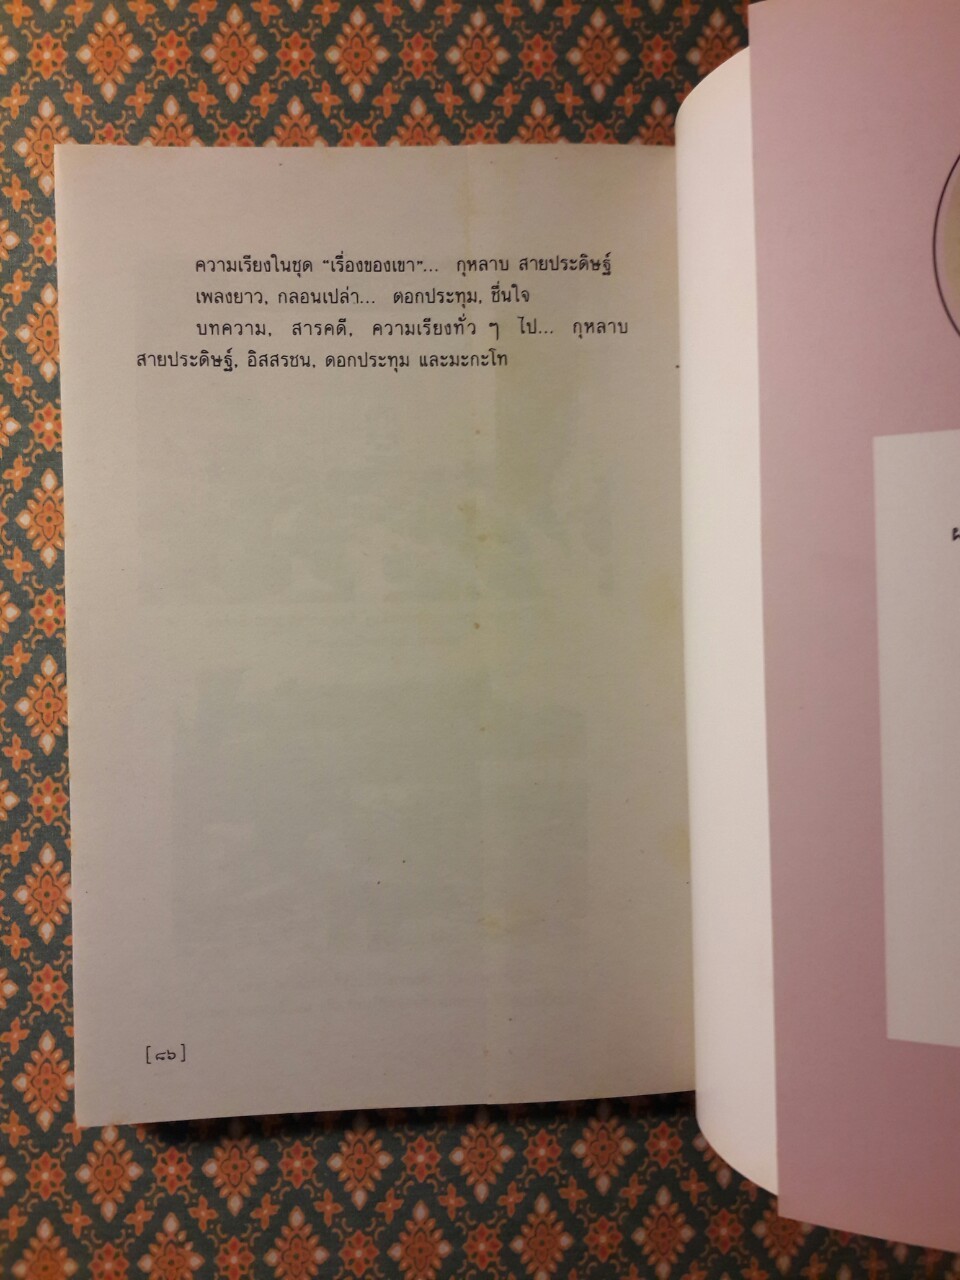 ความเรียงในชุด “เรื่องของเขา”... กุหลาบ สายประดิษฐ์
เพลงยาว, กลอนเปล่า... ดอกประทุม, ชื่นใจ
บทความ, สารคดี, ความเรียงทั่ว ๆ ไป... กุหลาบ
สายประดิษฐ์, อิสสรชน, ดอกประทุม และมะกะโท
[๘๖]